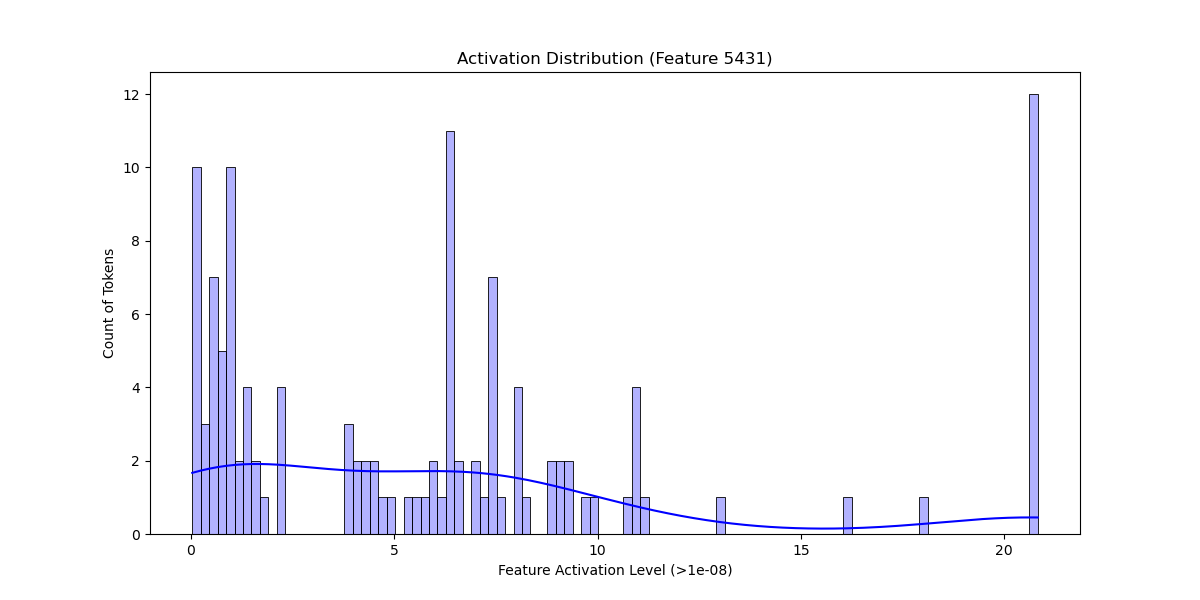 Activation Distribution (Feature 5431)
12
10
8
6
4
2
0
Count of Tokens
0 5 10 15 20
Feature Activation Level (>1e-08)